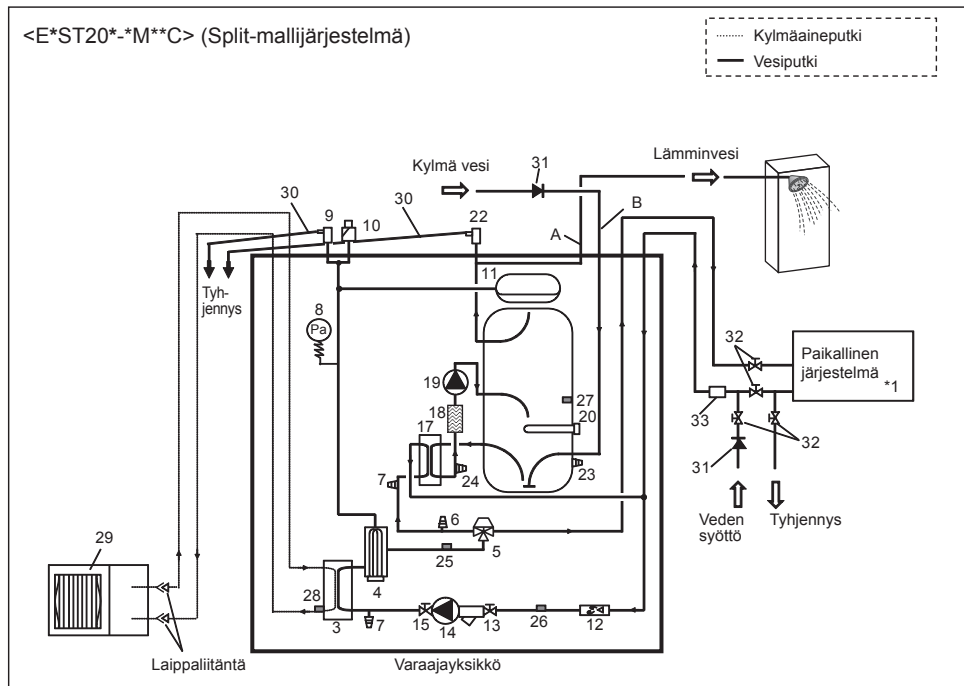 <E*ST20*-*M**C> (Split-mallijärjestelmä)
Kylmäaineputki
Vesiputki
Kylmä vesi
31
Lämminvesi
30
9
10
30
22
A
B
Tyh-
jennys
8
Pa
11
19
18
17
27
20
7
24
23
6
25
5
4
32
Paikallinen
järjestelmä
*1
33
32
31
Veden
syöttö
Tyhjennys
29
28
3
7
15
14
13
26
12
Laippaliitäntä
Varaajayksikkö